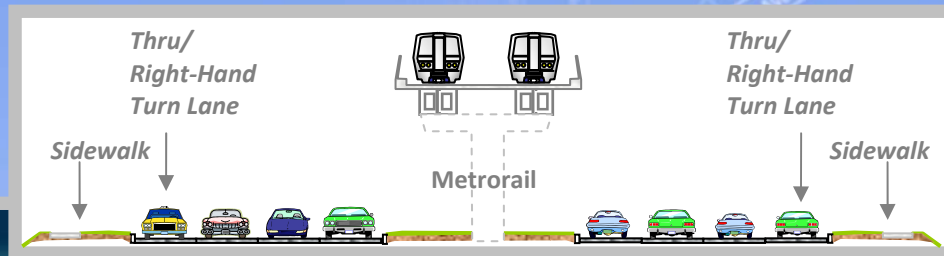 Thru/
Right-Hand
Turn Lane
Thru/
Right-Hand
Turn Lane
Sidewalk
Metrorail
Sidewalk